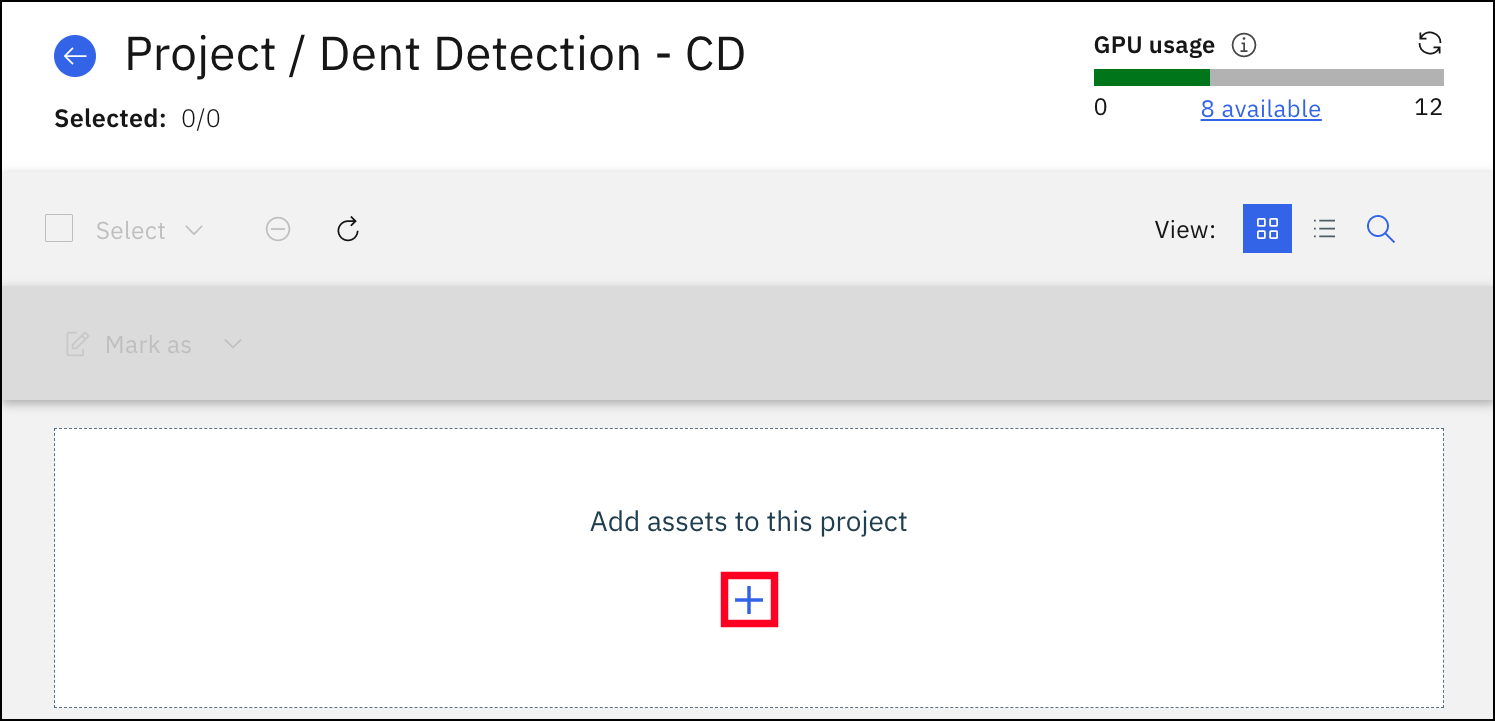 Project / Dent Detection - CD
GPU usage
Selected: 0/0
0 8 available 12
Select
View:
Mark as
Add assets to this project